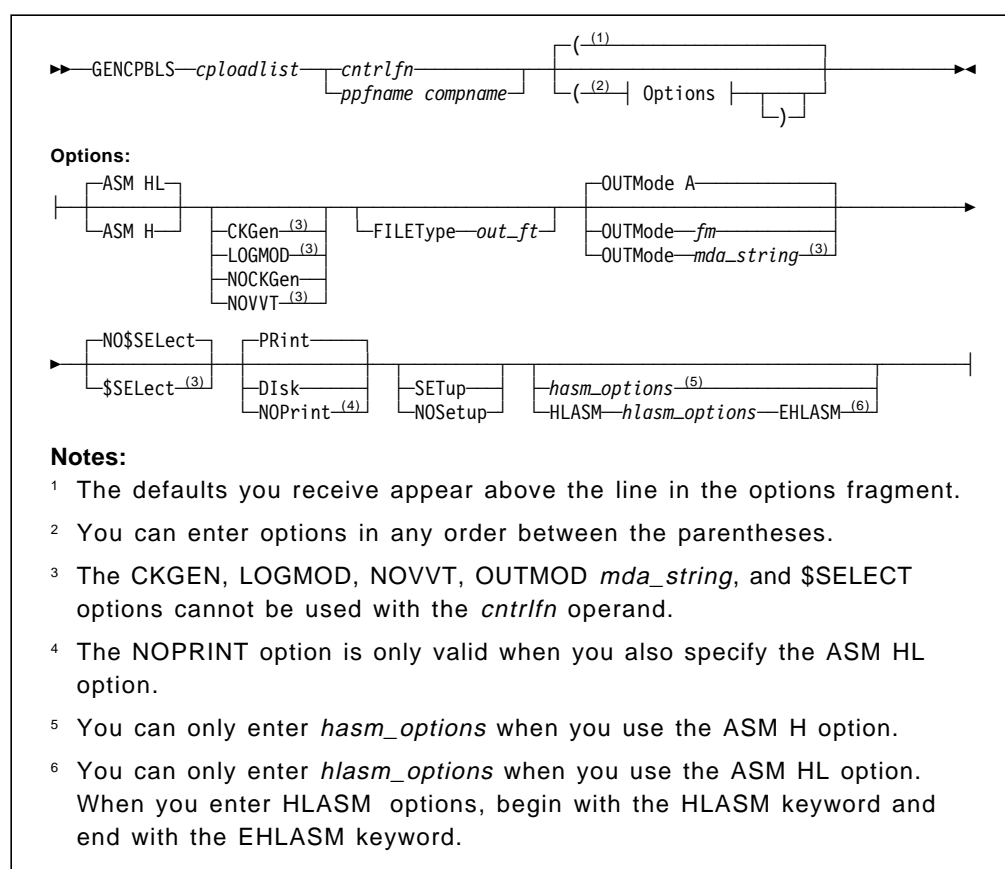 ( (1)
►►──GENCPBLS──cploadlist──cntrlfn──►◄
ppfname compname ( (2) Options )
Options:
ASM HL OUTMode A
ASM H CKGen (3) FILEType──out_ft OUTMode──fm
LOGMOD (3) OUTMode──mda_string (3)
NOCKGen
NOVVT (3)
NO$SELect PRint
$SELect (3) DIsk SETup hasm_options (5)
NOPrint (4) NOSetup HLASM──hlasm_options──EHLASM (6)
Notes:
1 The defaults you receive appear above the line in the options fragment.
2 You can enter options in any order between the parentheses.
3 The CKGEN, LOGMOD, NOVVT, OUTMOD mda_string, and $SELECT
options cannot be used with the cntrlfn operand.
4 The NOPRINT option is only valid when you also specify the ASM HL
option.
5 You can only enter hasm_options when you use the ASM H option.
6 You can only enter hlasm_options when you use the ASM HL option.
When you enter HLASM options, begin with the HLASM keyword and
end with the EHLASM keyword.